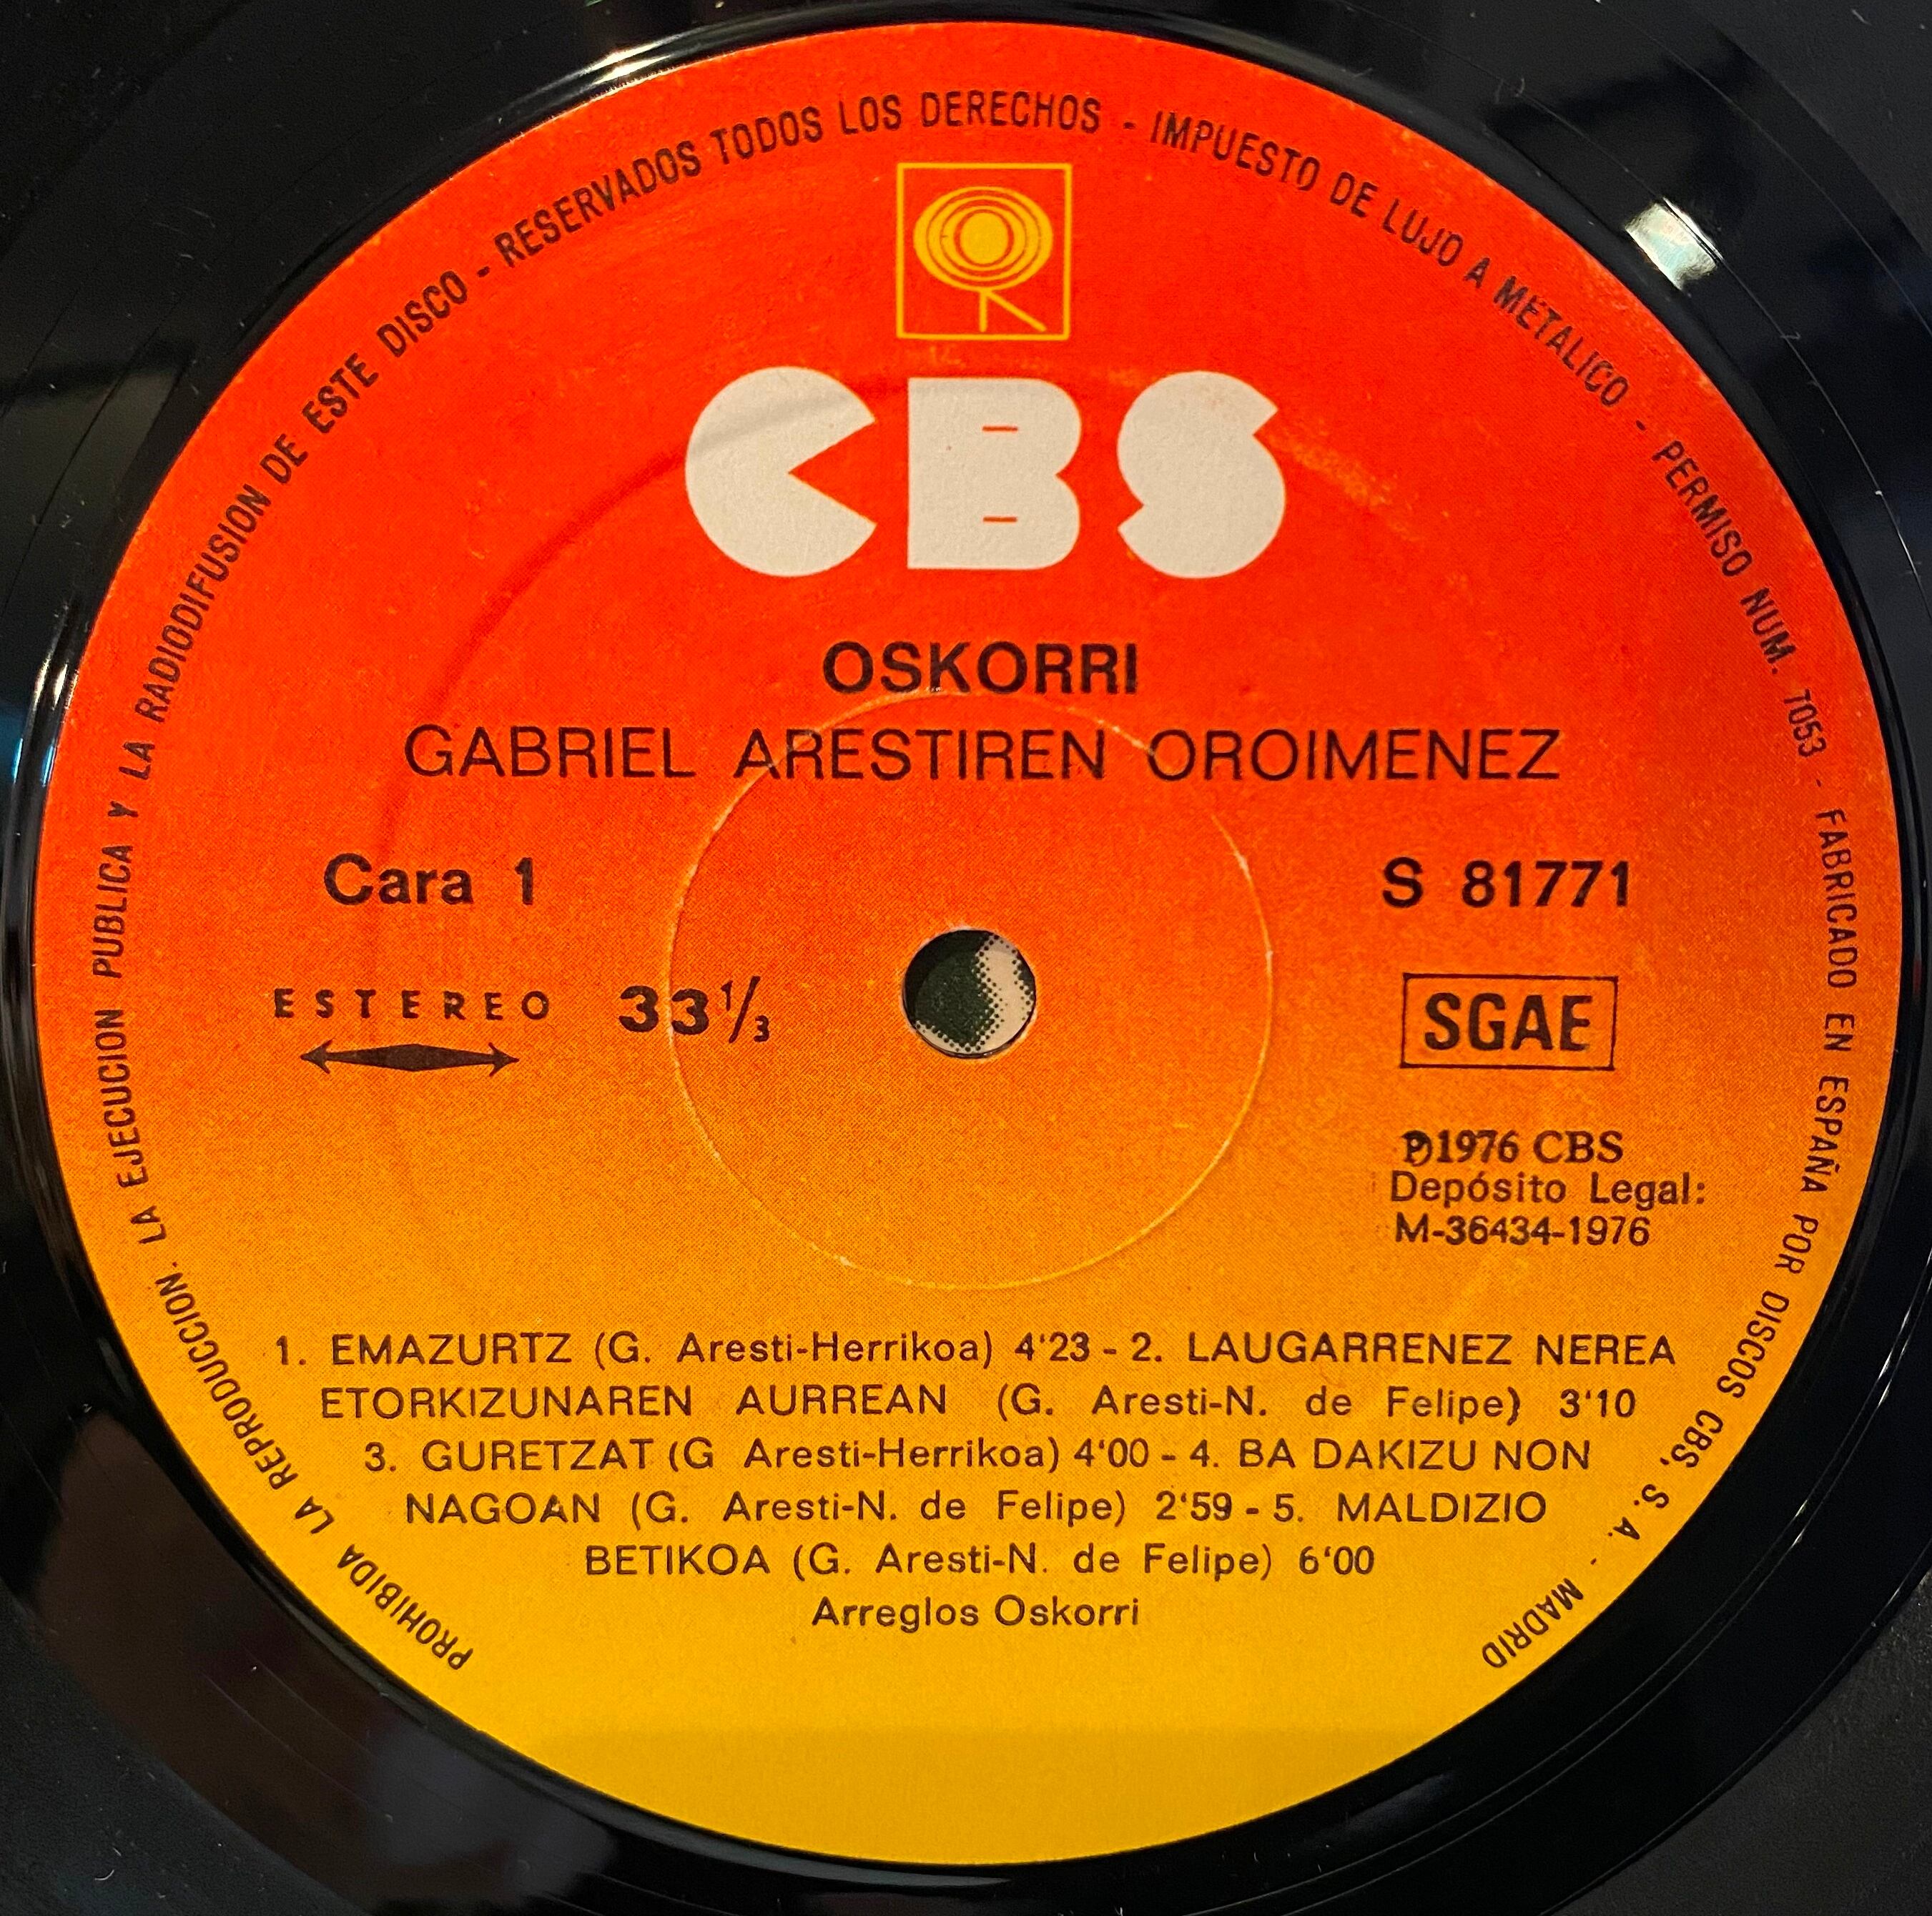 PROHIBIDA LA REPRODUCCION. LA EJECUCION PUBLICA Y LA RADIODIFUSION DE ESTE DISCO - RESERVADOS TODOS LOS DERECHOS - IMPUESTO DE LUJO A METALICO - PERMISO NUM. 7053 - FABRICADO EN ESPAÑA POR DISCOS CBS, S. A. - MADRID
CBS
OSKORRI
GABRIEL ARESTIREN OROIMENEZ
Cara 1
S 81771
ESTEREO 33 1/3
SGAE
℗1976 CBS
Depósito Legal:
M-36434-1976
1. EMAZURTZ (G. Aresti-Herrikoa) 4'23 - 2. LAUGARRENEZ NEREA
ETORKIZUNAREN AURREAN (G. Aresti-N. de Felipe) 3'10
3. GURETZAT (G Aresti-Herrikoa) 4'00 - 4. BA DAKIZU NON
NAGOAN (G. Aresti-N. de Felipe) 2'59 - 5. MALDIZIO
BETIKOA (G. Aresti-N. de Felipe) 6'00
Arreglos Oskorri